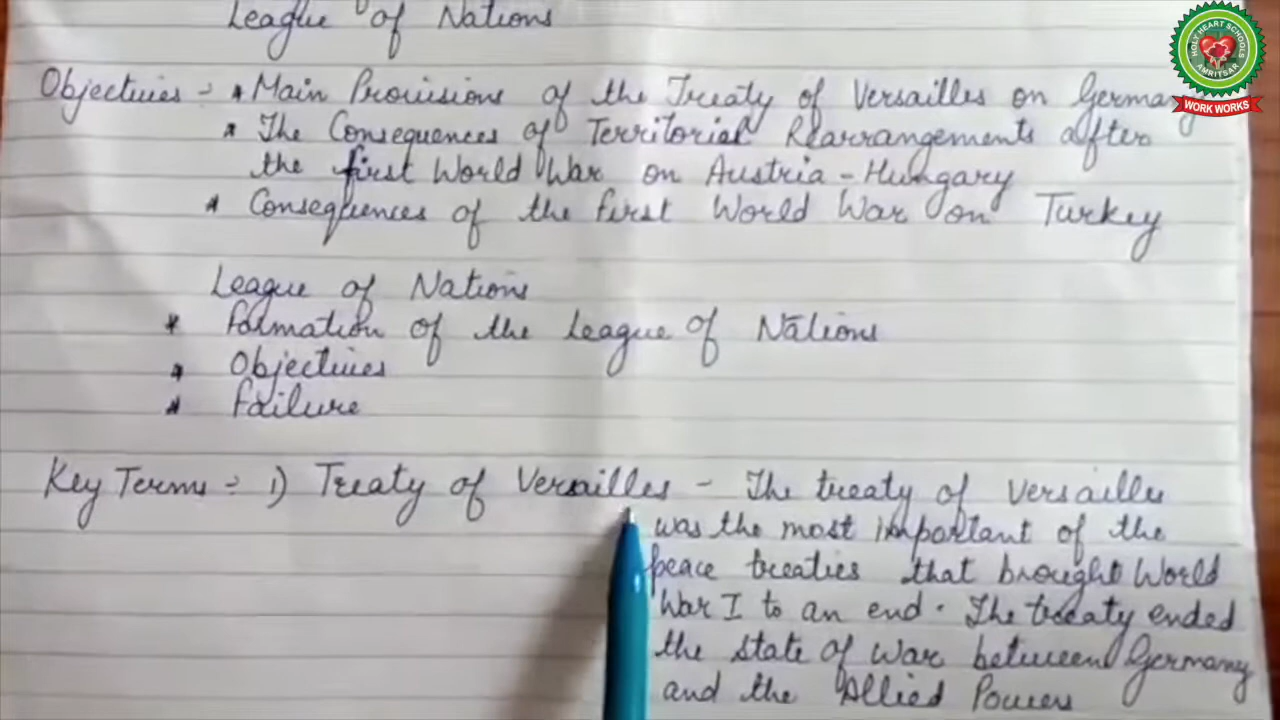 League of Nations
HOLY HEART SCHOOLS
AMRITSAR
WORK WORKS
Objectives :- * Main Provisions of the Treaty of Versailles on Germany
* The Consequences of Territorial Rearrangements after
the first World War on Austria-Hungary
* Consequences of the first World War on Turkey
League of Nations
* Formation of the League of Nations
* Objectives
* Failure
Key Terms :- 1) Treaty of Versailles - The treaty of Versailles
was the most important of the
peace treaties that brought World
War I to an end. The treaty ended
the state of war between Germany
and the Allied Powers